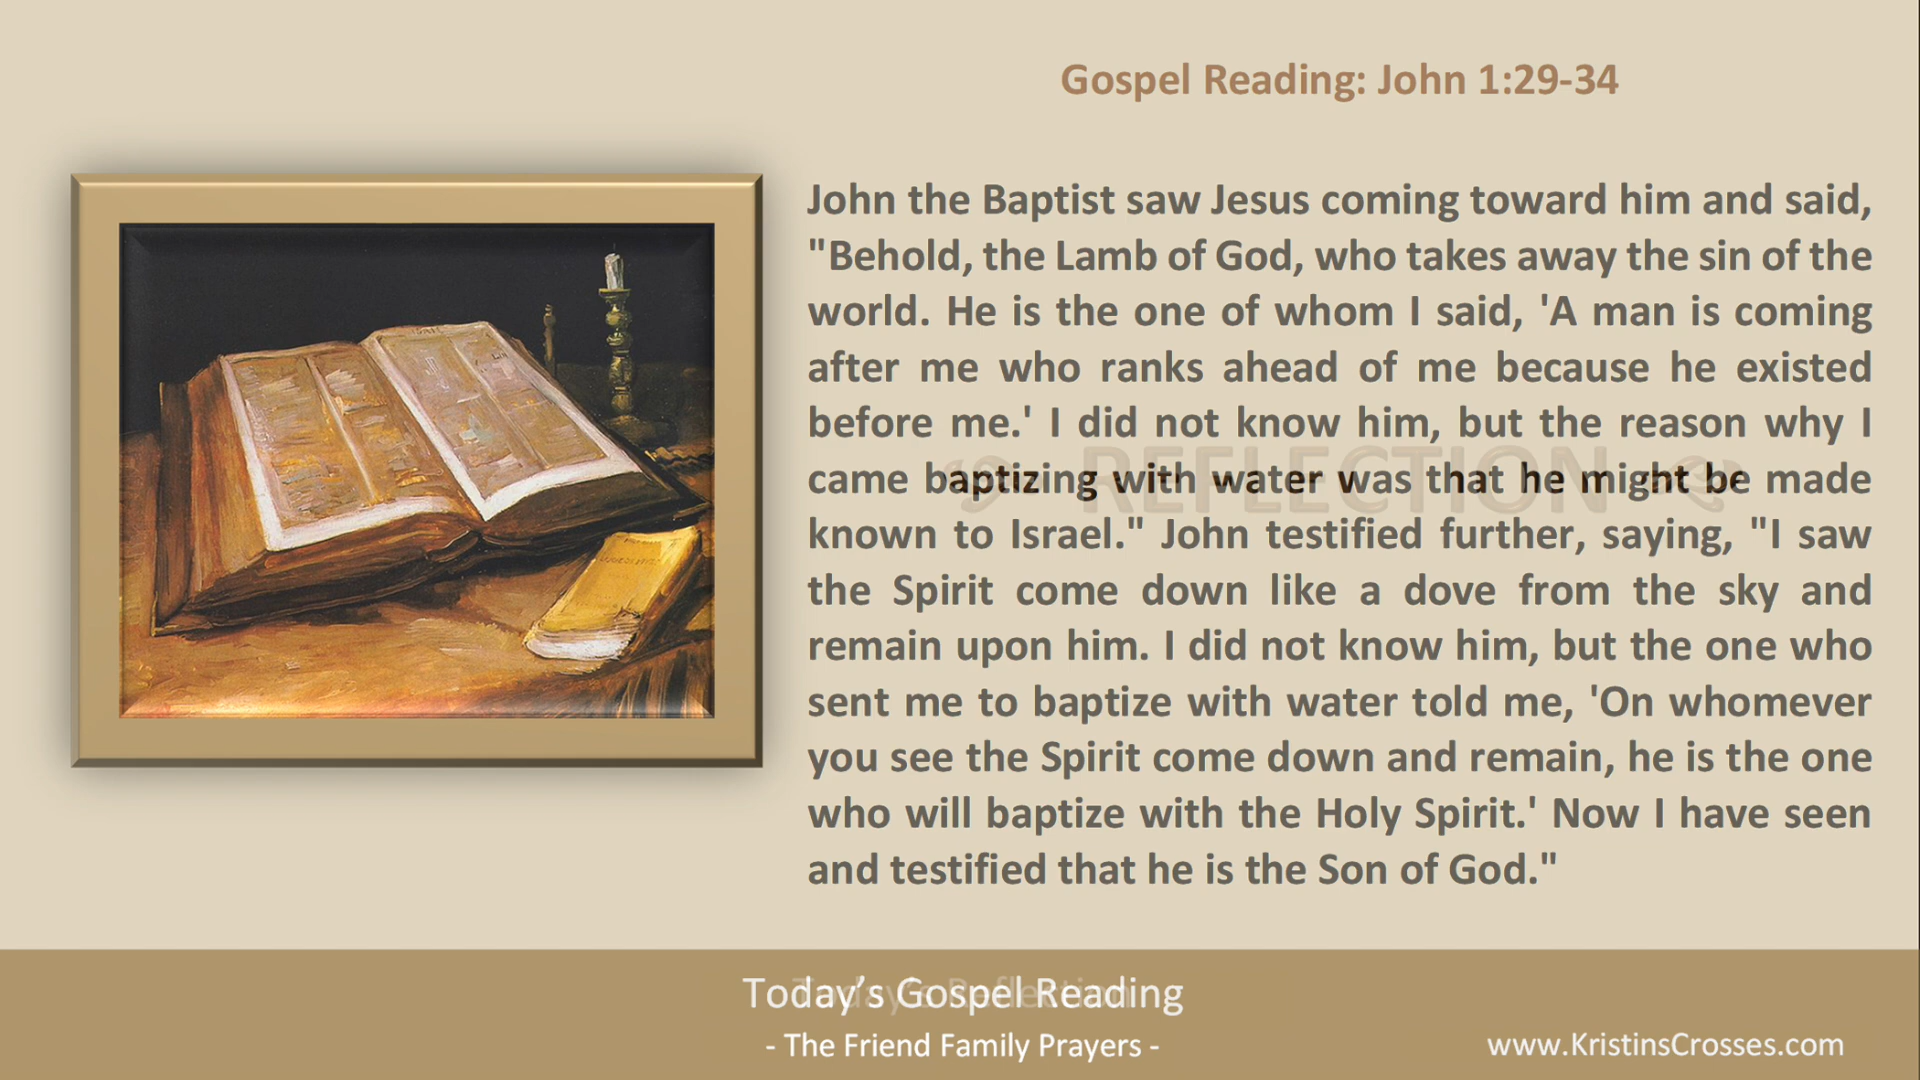 Gospel Reading: John 1:29-34
John the Baptist saw Jesus coming toward him and said,
"Behold, the Lamb of God, who takes away the sin of the
world. He is the one of whom I said, 'A man is coming
after me who ranks ahead of me because he existed
before me.' I did not know him, but the reason why I
REFLECTION
came baptizing with water was that he might be made
known to Israel." John testified further, saying, "I saw
the Spirit come down like a dove from the sky and
remain upon him. I did not know him, but the one who
sent me to baptize with water told me, 'On whomever
you see the Spirit come down and remain, he is the one
who will baptize with the Holy Spirit.' Now I have seen
and testified that he is the Son of God."
Today's Gospel Reading
Today's Reflection
- The Friend Family Prayers -
www.KristinsCrosses.com